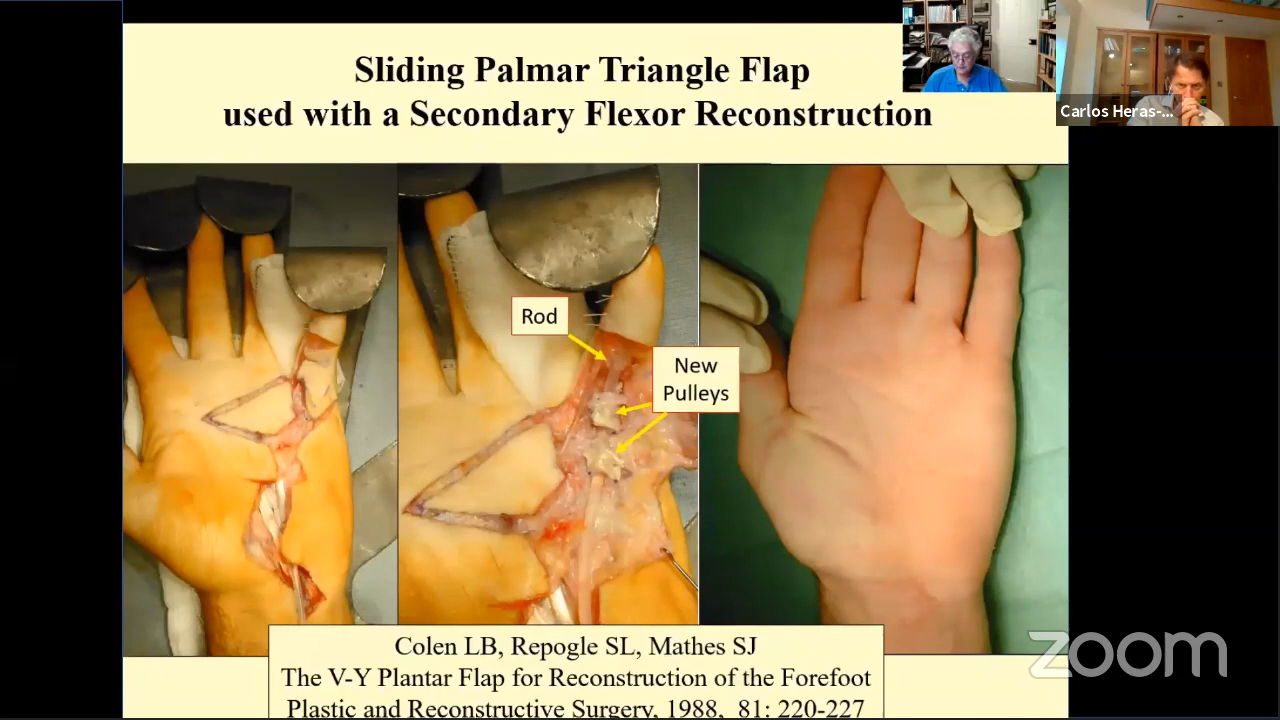 Sliding Palmar Triangle Flap
used with a Secondary Flexor Reconstruction
Carlos Heras-...
Rod
New
Pulleys
Colen LB, Repogle SL, Mathes SJ
The V-Y Plantar Flap for Reconstruction of the Forefoot
Plastic and Reconstructive Surgery, 1988, 81: 220-227
zoom